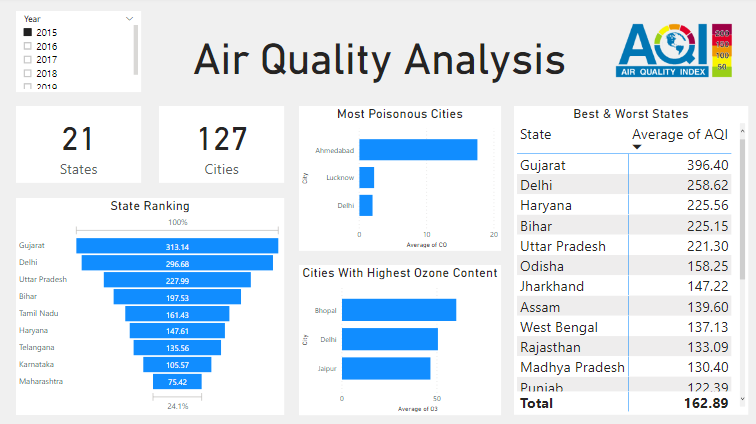 Year
2015
2016
2017
2018
2019
Air Quality Analysis
AQI
200
150
100
50
AIR QUALITY INDEX
21
States
127
Cities
State Ranking
100%
Gujarat 313.14
Delhi 296.68
Uttar Pradesh 227.99
Bihar 197.53
Tamil Nadu 161.43
Haryana 147.61
Telangana 135.56
Karnataka 105.57
Maharashtra 75.42
24.1%
Most Poisonous Cities
City
Ahmedabad
Lucknow
Delhi
0 10 20
Average of CO
Cities With Highest Ozone Content
City
Bhopal
Delhi
Jaipur
0 50
Average of O3
Best & Worst States
State Average of AQI
Gujarat 396.40
Delhi 258.62
Haryana 225.56
Bihar 225.15
Uttar Pradesh 221.30
Odisha 158.25
Jharkhand 147.22
Assam 139.60
West Bengal 137.13
Rajasthan 133.09
Madhya Pradesh 130.40
Punjab 122.39
Total 162.89